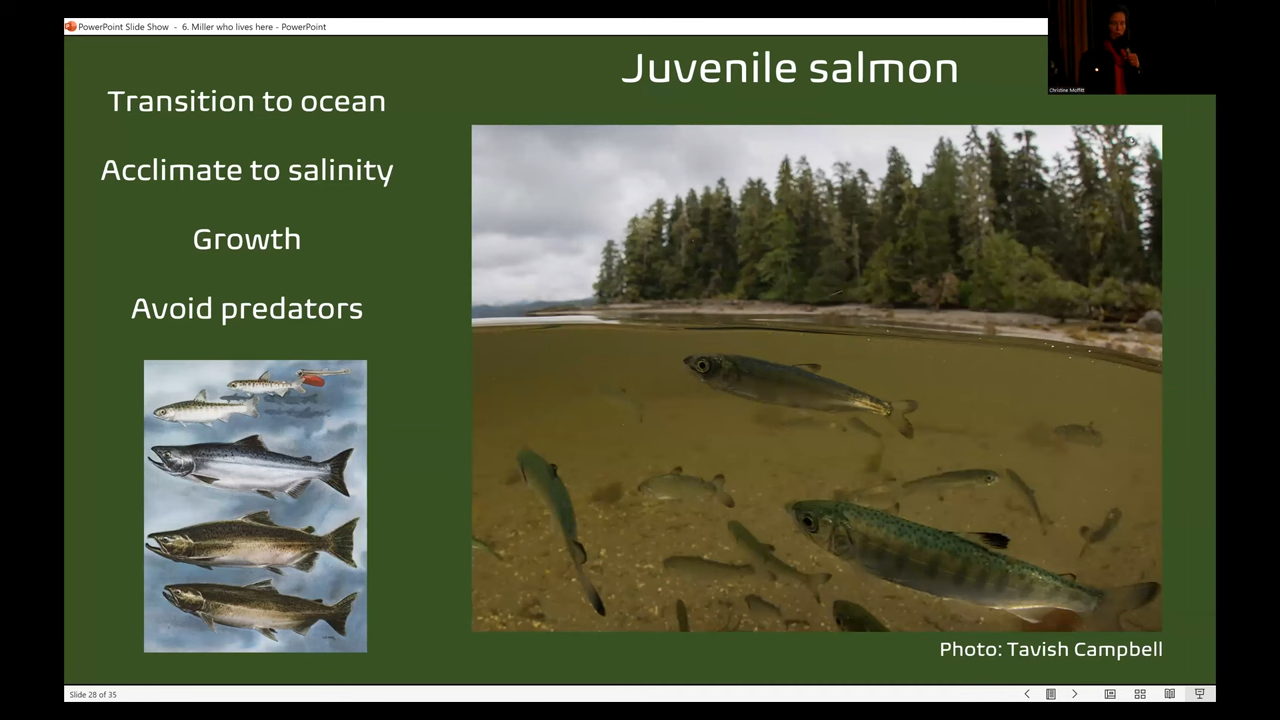 PowerPoint Slide Show - 6. Miller who lives here - PowerPoint
Christine Moffitt
Juvenile salmon
Transition to ocean
Acclimate to salinity
Growth
Avoid predators
Photo: Tavish Campbell
Slide 28 of 35